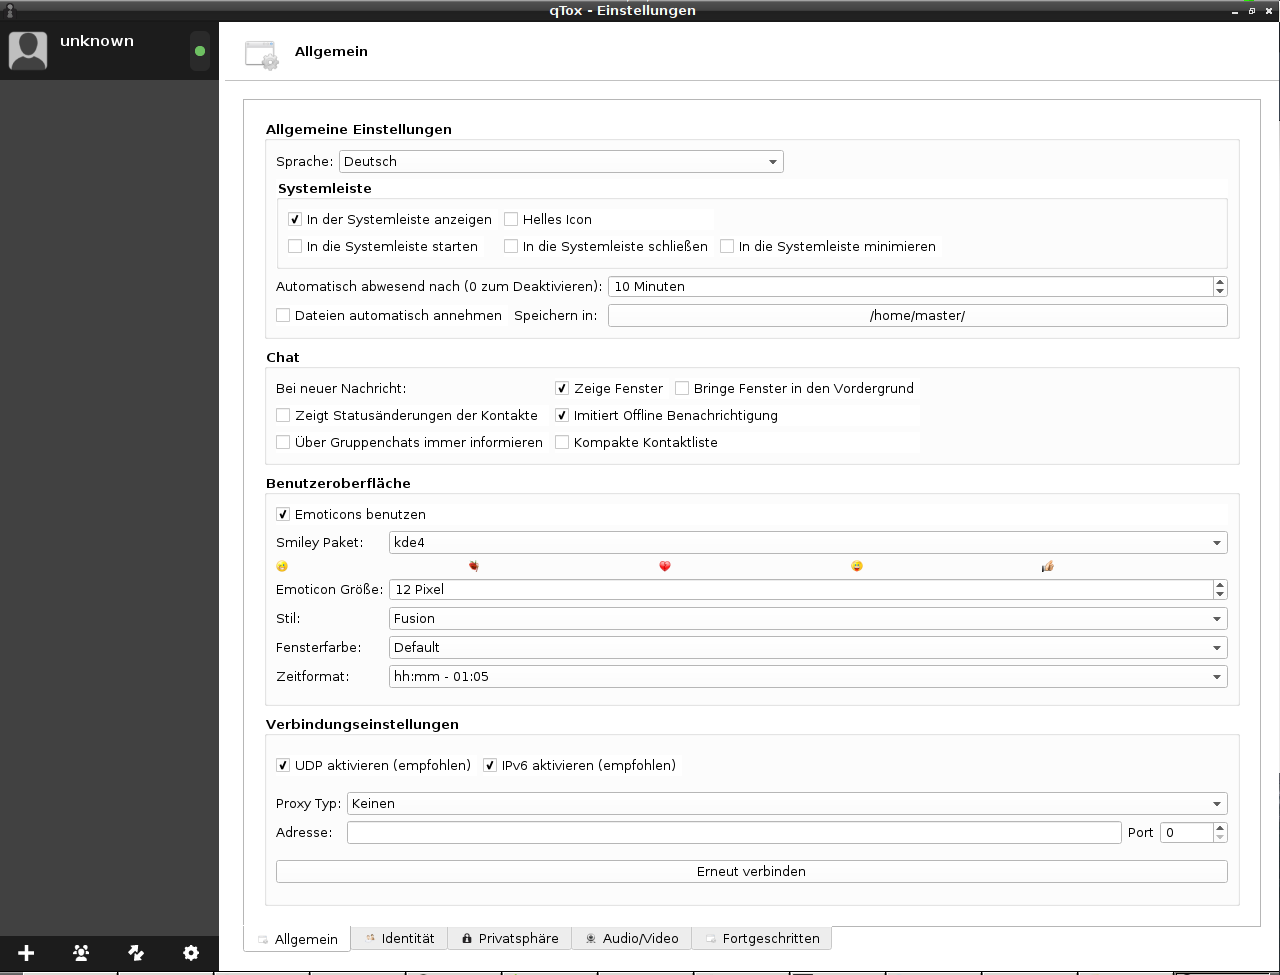 qTox - Einstellungen
unknown
Allgemein
Allgemeine Einstellungen
Sprache: Deutsch
Systemleiste
In der Systemleiste anzeigen Helles Icon
In die Systemleiste starten In die Systemleiste schließen In die Systemleiste minimieren
Automatisch abwesend nach (0 zum Deaktivieren): 10 Minuten
Dateien automatisch annehmen Speichern in: /home/master/
Chat
Bei neuer Nachricht: Zeige Fenster Bringe Fenster in den Vordergrund
Zeigt Statusänderungen der Kontakte Imitiert Offline Benachrichtigung
Über Gruppenchats immer informieren Kompakte Kontaktliste
Benutzeroberfläche
Emoticons benutzen
Smiley Paket: kde4
Emoticon Größe: 12 Pixel
Stil: Fusion
Fensterfarbe: Default
Zeitformat: hh:mm - 01:05
Verbindungseinstellungen
UDP aktivieren (empfohlen) IPv6 aktivieren (empfohlen)
Proxy Typ: Keinen
Adresse: Port 0
Erneut verbinden
Allgemein Identität Privatsphäre Audio/Video Fortgeschritten